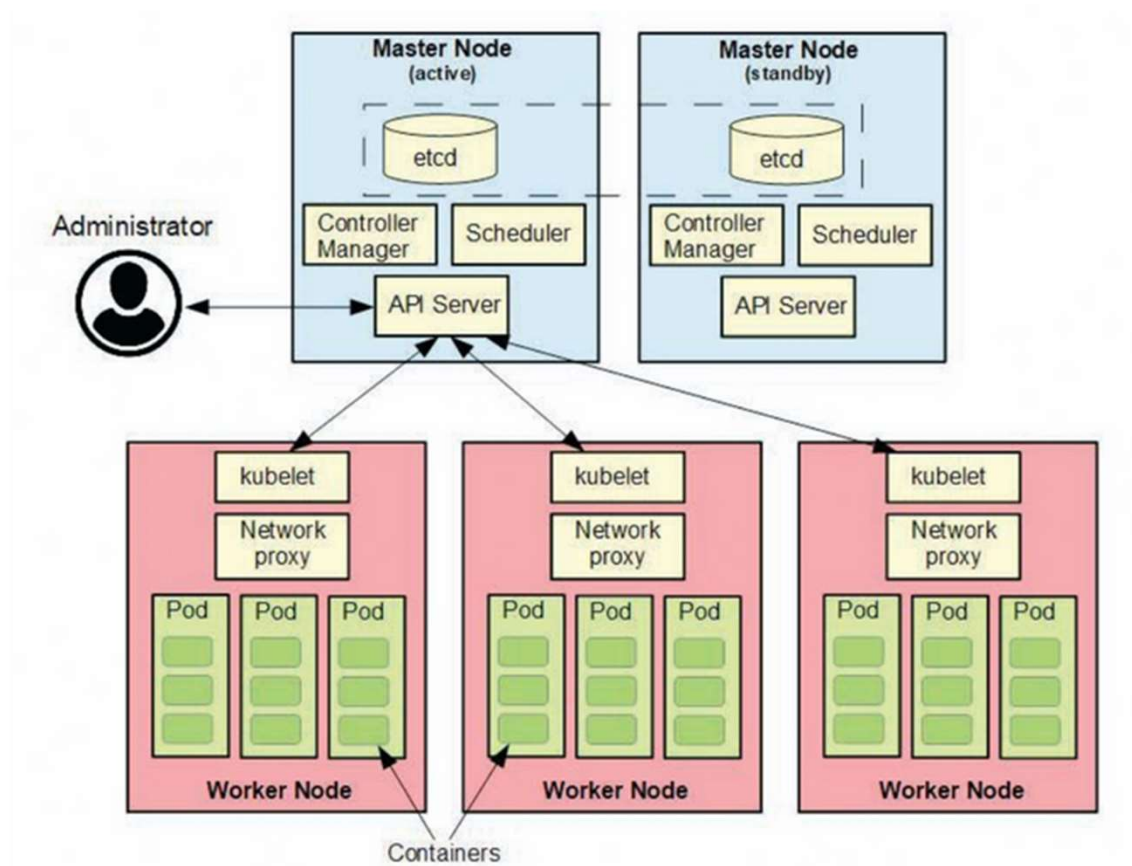 Master Node
(active)
Master Node
(standby)
etcd
etcd
Administrator
Controller
Manager
Scheduler
Controller
Manager
Scheduler
API Server
API Server
kubelet
kubelet
kubelet
Network
proxy
Network
proxy
Network
proxy
Pod
Pod
Pod
Pod
Pod
Pod
Pod
Pod
Pod
Worker Node
Worker Node
Worker Node
Containers